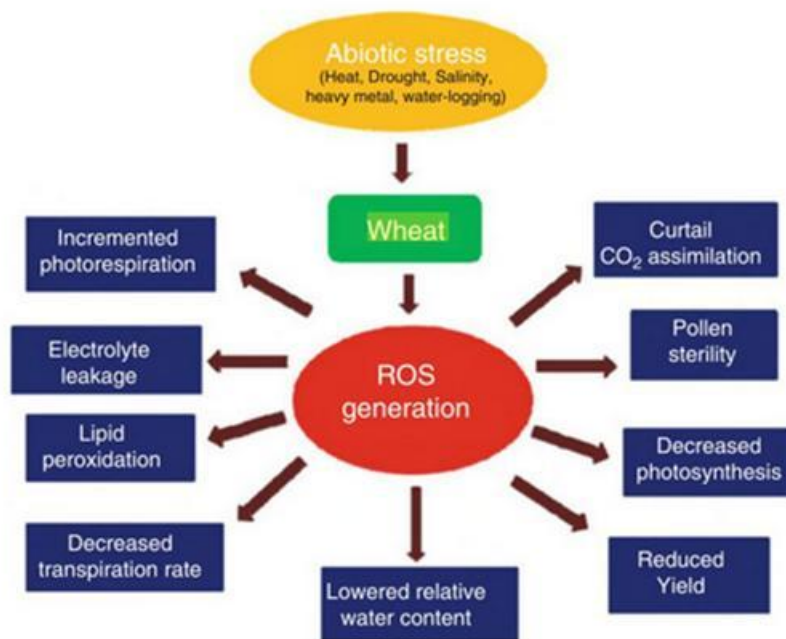 Abiotic stress
(Heat, Drought, Salinity,
heavy metal, water-logging)
Wheat
Incremented
photorespiration
Curtail
CO₂ assimilation
Electrolyte
leakage
Pollen
sterility
ROS
generation
Lipid
peroxidation
Decreased
photosynthesis
Decreased
transpiration rate
Lowered relative
water content
Reduced
Yield